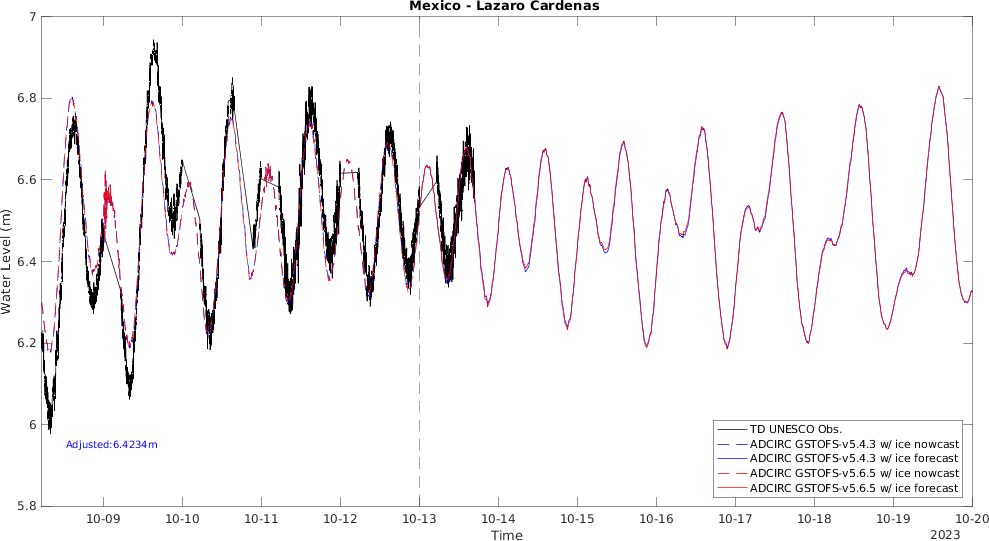 Mexico - Lazaro Cardenas
7
6.8
6.6
6.4
6.2
6
5.8
Water Level (m)
Adjusted:6.4234m
TD UNESCO Obs.
ADCIRC GSTOFS-v5.4.3 w/ ice nowcast
ADCIRC GSTOFS-v5.4.3 w/ ice forecast
ADCIRC GSTOFS-v5.6.5 w/ ice nowcast
ADCIRC GSTOFS-v5.6.5 w/ ice forecast
10-09 10-10 10-11 10-12 10-13 10-14 10-15 10-16 10-17 10-18 10-19 10-20
2023
Time